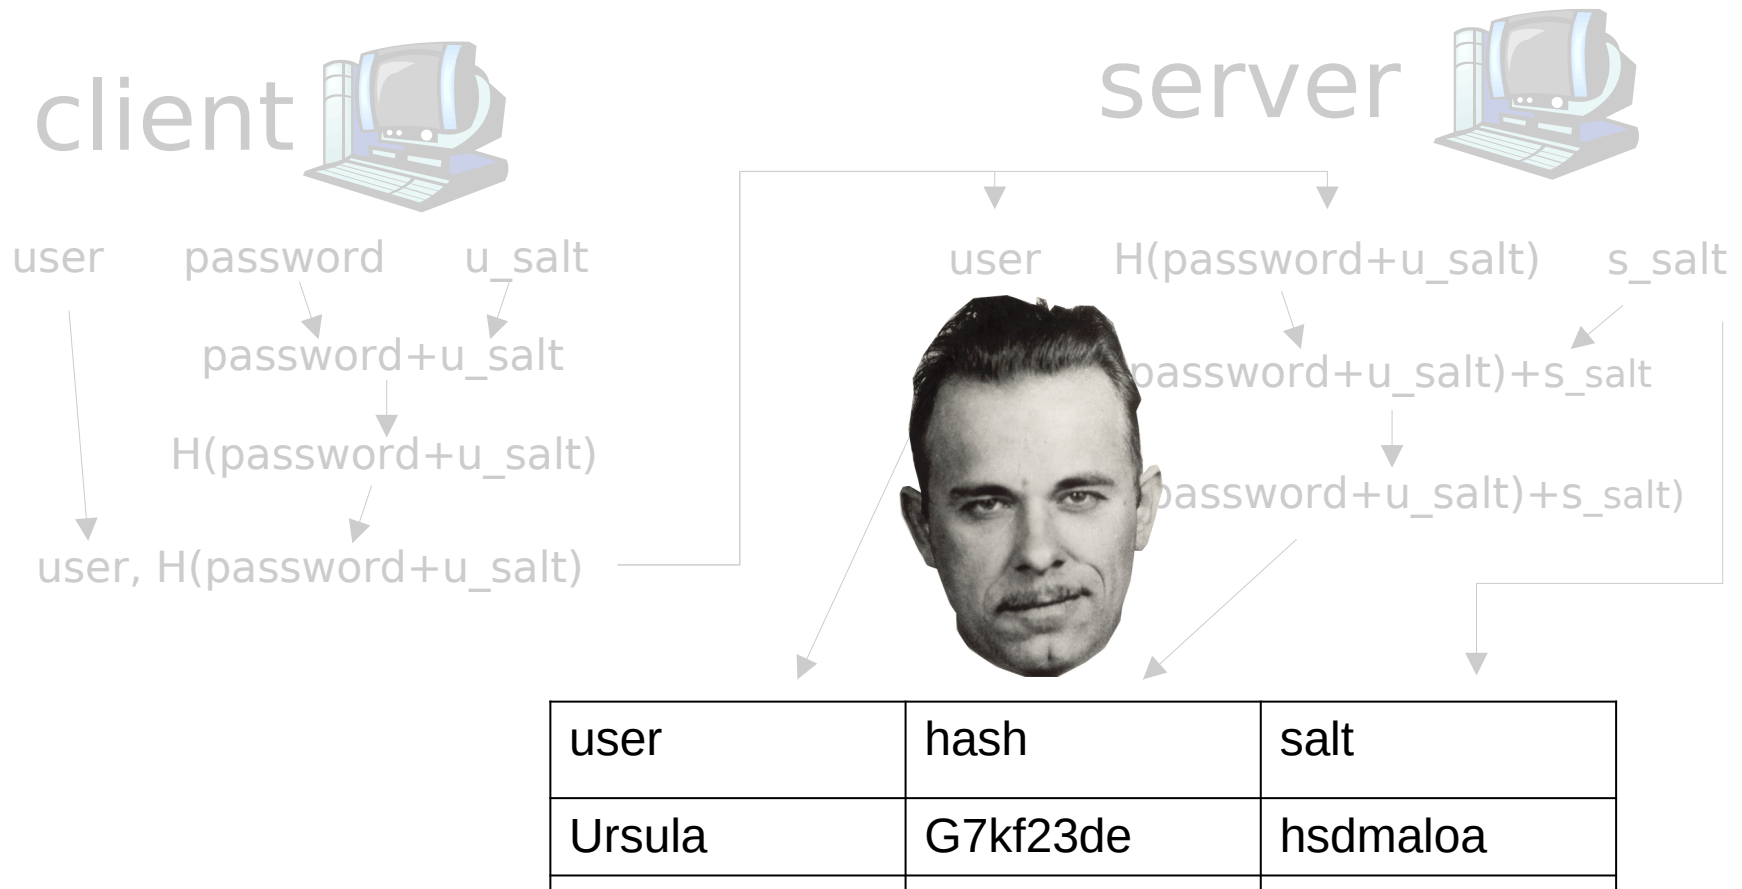 client
server
user password u_salt
user H(password+u_salt) s_salt
password+u_salt
password+u_salt)+s_salt
H(password+u_salt)
password+u_salt)+s_salt)
user, H(password+u_salt)
user hash salt
Ursula G7kf23de hsdmaloa